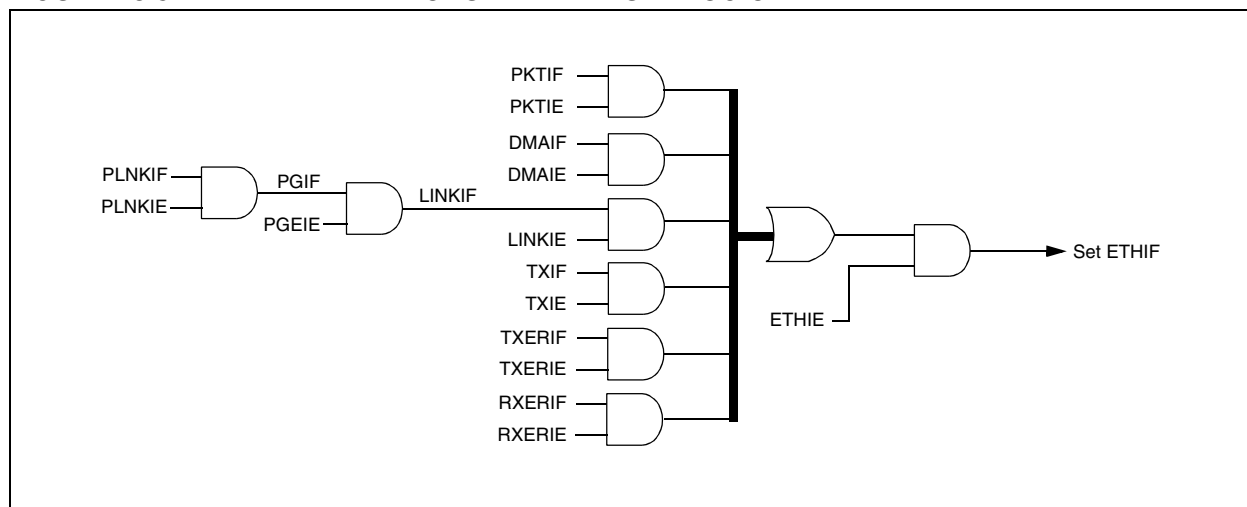 PKTIF
PKTIE
DMAIF
DMAIE
PLNKIF
PLNKIE
PGIF
PGEIE
LINKIF
LINKIE
TXIF
TXIE
TXERIF
TXERIE
RXERIF
RXERIE
ETHIE
Set ETHIF